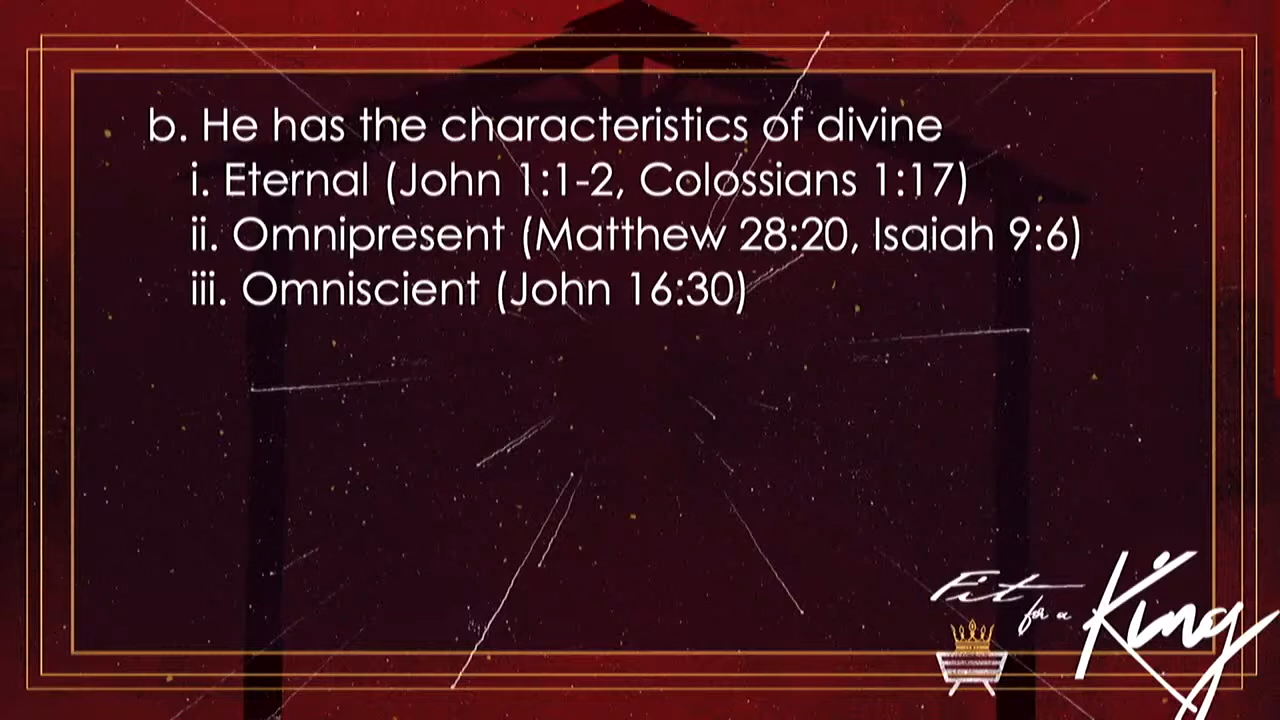 b. He has the characteristics of divine
i. Eternal (John 1:1-2, Colossians 1:17)
ii. Omnipresent (Matthew 28:20, Isaiah 9:6)
iii. Omniscient (John 16:30)
Fit for a King